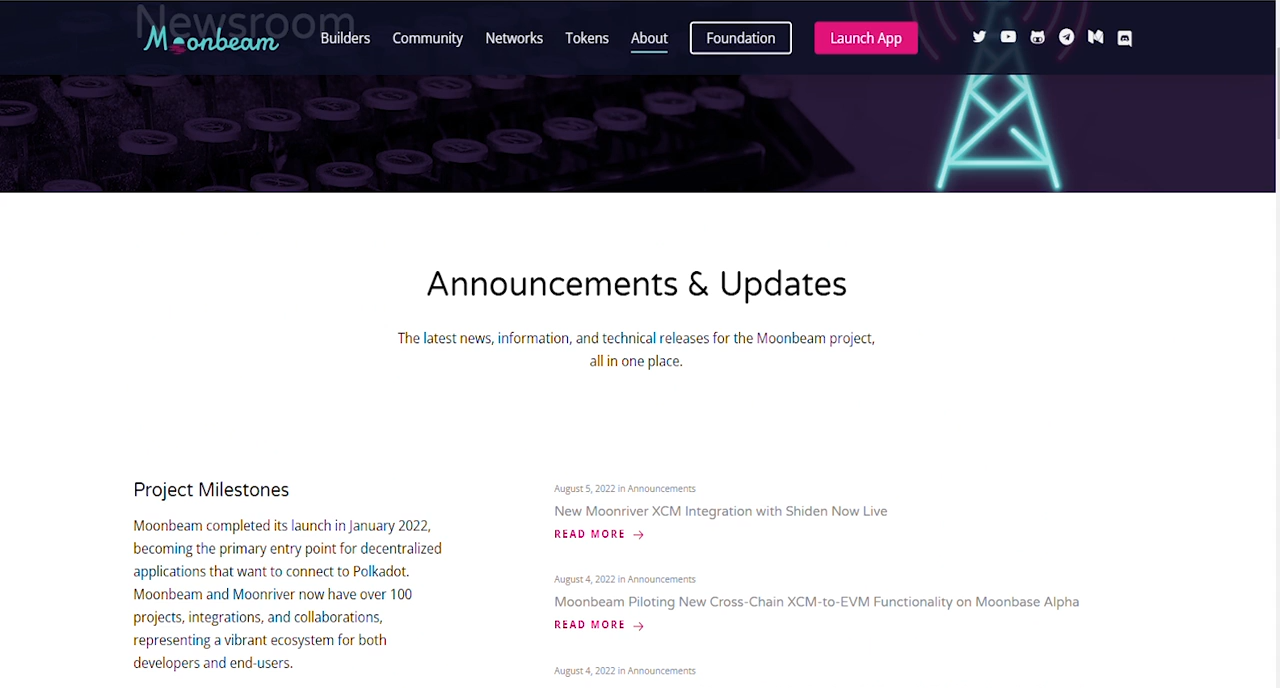 Newsroom
Moonbeam
Builders
Community
Networks
Tokens
About
Foundation
Launch App
Announcements & Updates
The latest news, information, and technical releases for the Moonbeam project,
all in one place.
Project Milestones
Moonbeam completed its launch in January 2022,
becoming the primary entry point for decentralized
applications that want to connect to Polkadot.
Moonbeam and Moonriver now have over 100
projects, integrations, and collaborations,
representing a vibrant ecosystem for both
developers and end-users.
August 5, 2022 in Announcements
New Moonriver XCM Integration with Shiden Now Live
READ MORE →
August 4, 2022 in Announcements
Moonbeam Piloting New Cross-Chain XCM-to-EVM Functionality on Moonbase Alpha
READ MORE →
August 4, 2022 in Announcements